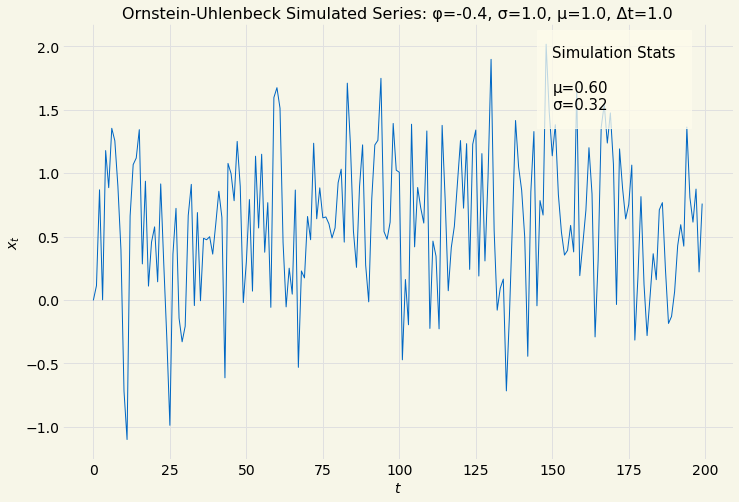 Ornstein-Uhlenbeck Simulated Series: φ=-0.4, σ=1.0, μ=1.0, Δt=1.0
Simulation Stats
μ=0.60
σ=0.32
2.0
1.5
1.0
0.5
0.0
−0.5
−1.0
x_t
0 25 50 75 100 125 150 175 200
t